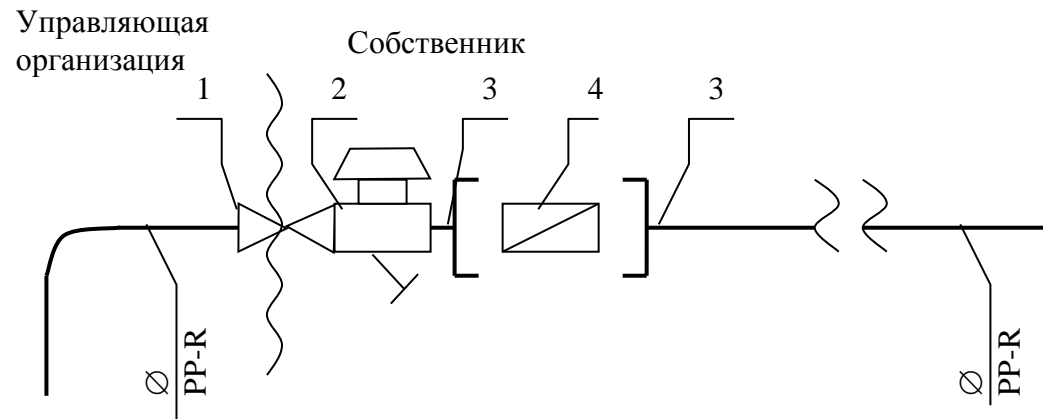 Управляющая
организация
Собственник
1
2
3
4
3
∅
PP-R
∅
PP-R